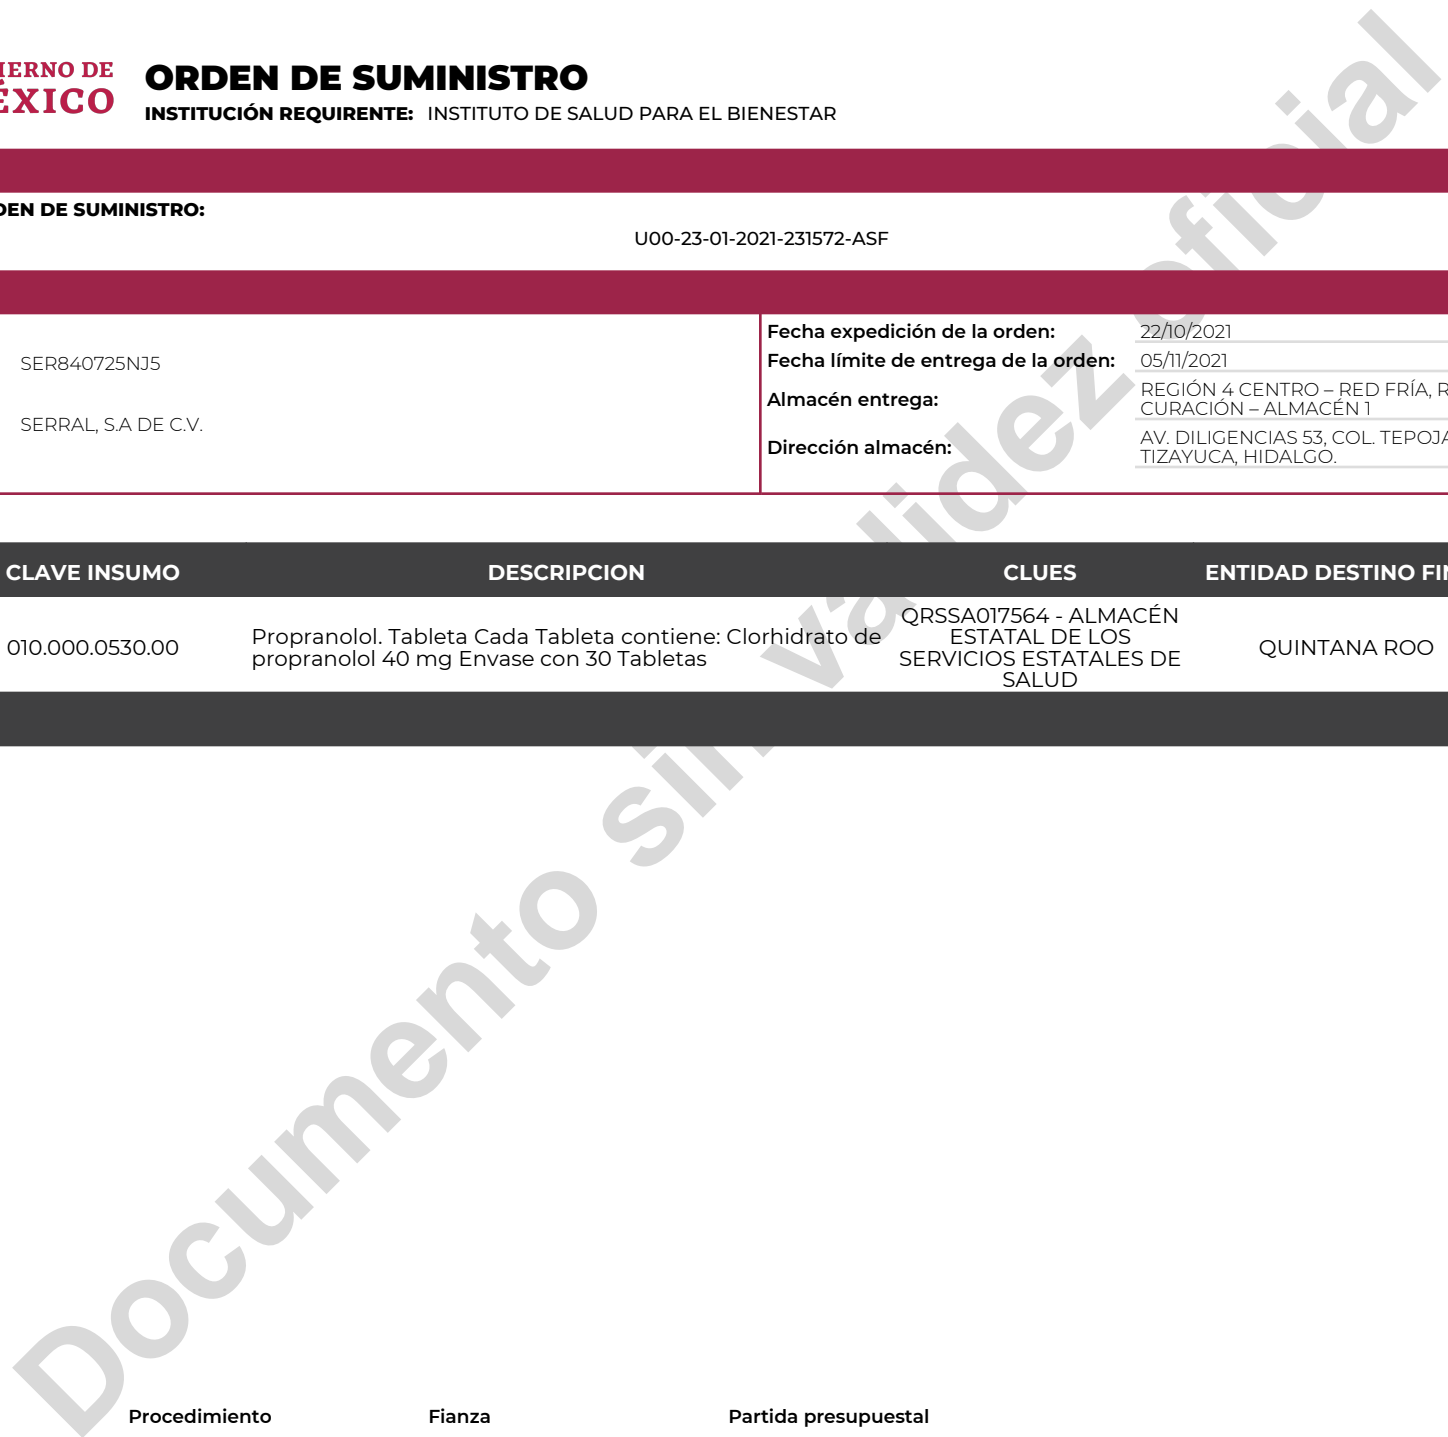 IERNO DE
ÉXICO
ORDEN DE SUMINISTRO
INSTITUCIÓN REQUIRENTE: INSTITUTO DE SALUD PARA EL BIENESTAR
DEN DE SUMINISTRO:
U00-23-01-2021-231572-ASF
SER840725NJ5
SERRAL, S.A DE C.V.
Fecha expedición de la orden: 22/10/2021
Fecha límite de entrega de la orden: 05/11/2021
Almacén entrega: REGIÓN 4 CENTRO – RED FRÍA, R
CURACIÓN – ALMACÉN 1
Dirección almacén: AV. DILIGENCIAS 53, COL. TEPOJA
TIZAYUCA, HIDALGO.
CLAVE INSUMO DESCRIPCION CLUES ENTIDAD DESTINO FIN
010.000.0530.00
Propranolol. Tableta Cada Tableta contiene: Clorhidrato de
propranolol 40 mg Envase con 30 Tabletas
QRSSA017564 - ALMACÉN
ESTATAL DE LOS
SERVICIOS ESTATALES DE
SALUD
QUINTANA ROO
Documento sin validez oficial
Procedimiento Fianza Partida presupuestal